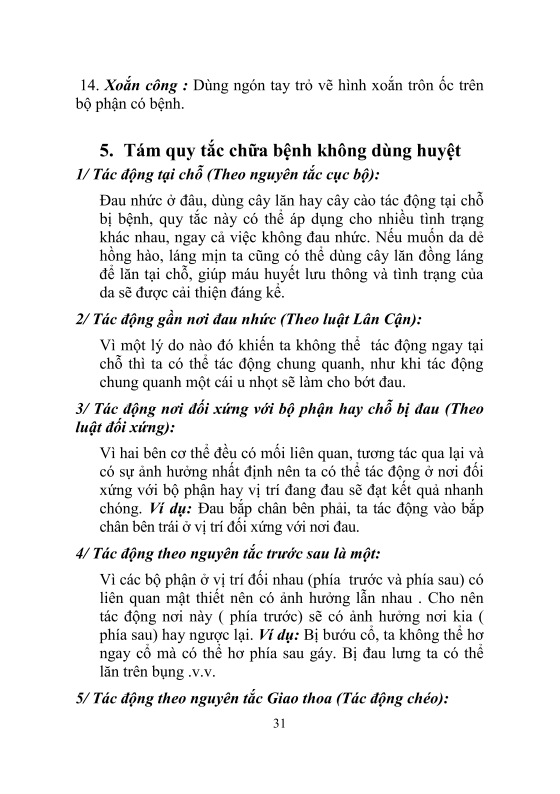 14. Xoắn công : Dùng ngón tay trỏ vẽ hình xoắn trôn ốc trên
bộ phận có bệnh.
5. Tám quy tắc chữa bệnh không dùng huyệt
1/ Tác động tại chỗ (Theo nguyên tắc cục bộ):
Đau nhức ở đâu, dùng cây lăn hay cây cào tác động tại chỗ
bị bệnh, quy tắc này có thể áp dụng cho nhiều tình trạng
khác nhau, ngay cả việc không đau nhức. Nếu muốn da dẻ
hồng hào, láng mịn ta cũng có thể dùng cây lăn đồng láng
để lăn tại chỗ, giúp máu huyết lưu thông và tình trạng của
da sẽ được cải thiện đáng kể.
2/ Tác động gần nơi đau nhức (Theo luật Lân Cận):
Vì một lý do nào đó khiến ta không thể tác động ngay tại
chỗ thì ta có thể tác động chung quanh, như khi tác động
chung quanh một cái u nhọt sẽ làm cho bớt đau.
3/ Tác động nơi đối xứng với bộ phận hay chỗ bị đau (Theo
luật đối xứng):
Vì hai bên cơ thể đều có mối liên quan, tương tác qua lại và
có sự ảnh hưởng nhất định nên ta có thể tác động ở nơi đối
xứng với bộ phận hay vị trí đang đau sẽ đạt kết quả nhanh
chóng. Ví dụ: Đau bắp chân bên phải, ta tác động vào bắp
chân bên trái ở vị trí đối xứng với nơi đau.
4/ Tác động theo nguyên tắc trước sau là một:
Vì các bộ phận ở vị trí đối nhau (phía trước và phía sau) có
liên quan mật thiết nên có ảnh hưởng lẫn nhau . Cho nên
tác động nơi này ( phía trước) sẽ có ảnh hưởng nơi kia (
phía sau) hay ngược lại. Ví dụ: Bị bướu cổ, ta không thể hơ
ngay cổ mà có thể hơ phía sau gáy. Bị đau lưng ta có thể
lăn trên bụng .v.v.
5/ Tác động theo nguyên tắc Giao thoa (Tác động chéo):
31